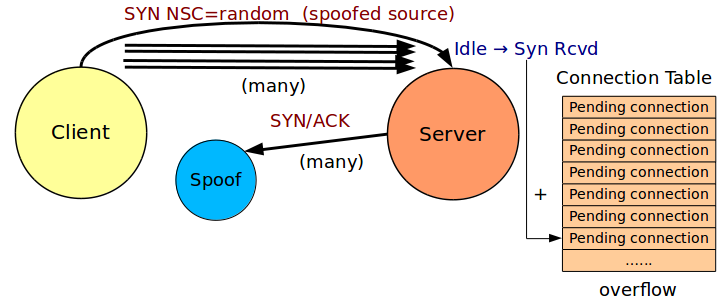 SYN NSC=random  (spoofed source)
Idle → Syn Rcvd
(many)
Connection Table
Client
Server
SYN/ACK
(many)
Spoof
+
Pending connection
Pending connection
Pending connection
Pending connection
Pending connection
Pending connection
Pending connection
......
overflow